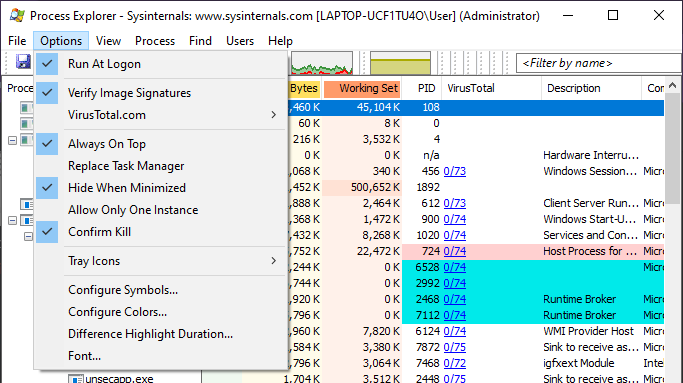 Process Explorer - Sysinternals: www.sysinternals.com [LAPTOP-UCF1TU4O\User] (Administrator)
File Options View Process Find Users Help
<Filter by name>
Run At Logon
Verify Image Signatures
VirusTotal.com
Always On Top
Replace Task Manager
Hide When Minimized
Allow Only One Instance
Confirm Kill
Tray Icons
Configure Symbols...
Configure Colors...
Difference Highlight Duration...
Font...
Proce Bytes Working Set PID VirusTotal Description Co
,460 K 45,104 K 108
60 K 8 K 0
216 K 3,532 K 4
0 K 0 K n/a Hardware Interru...
,068 K 340 K 456 0/73 Windows Session... Micr
,452 K 500,652 K 1892
,888 K 2,464 K 612 0/73 Client Server Run... Micr
,368 K 1,472 K 900 0/74 Windows Start-U... Micr
,432 K 8,268 K 1020 0/74 Services and Con... Micr
,752 K 22,472 K 724 0/74 Host Process for ... Micr
,244 K 0 K 6528 0/74 Micr
,744 K 0 K 2992 0/74
,920 K 0 K 2468 0/74 Runtime Broker Micr
,796 K 0 K 7112 0/74 Runtime Broker Micr
,796 K 7,820 K 6124 0/74 WMI Provider Host Micr
,584 K 3,380 K 7872 0/75 Sink to receive as... Micr
,796 K 3,064 K 7468 0/72 igfxext Module Inte
unsecapp.exe 1,704 K 3,512 K 2448 0/75 Sink to receive as... Micr